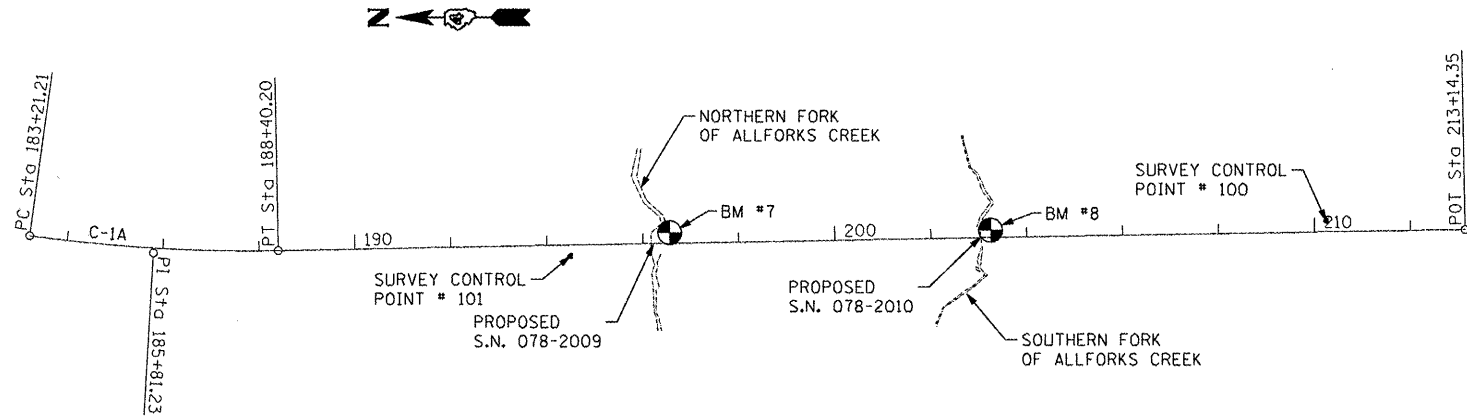 N
PC Sta 183+21.21
C-1A
PI Sta 185+81.23
PT Sta 188+40.20
190
SURVEY CONTROL
POINT # 101
PROPOSED
S.N. 078-2009
NORTHERN FORK
OF ALLFORKS CREEK
BM #7
200
PROPOSED
S.N. 078-2010
BM #8
SOUTHERN FORK
OF ALLFORKS CREEK
SURVEY CONTROL
POINT # 100
210
POT Sta 213+14.35